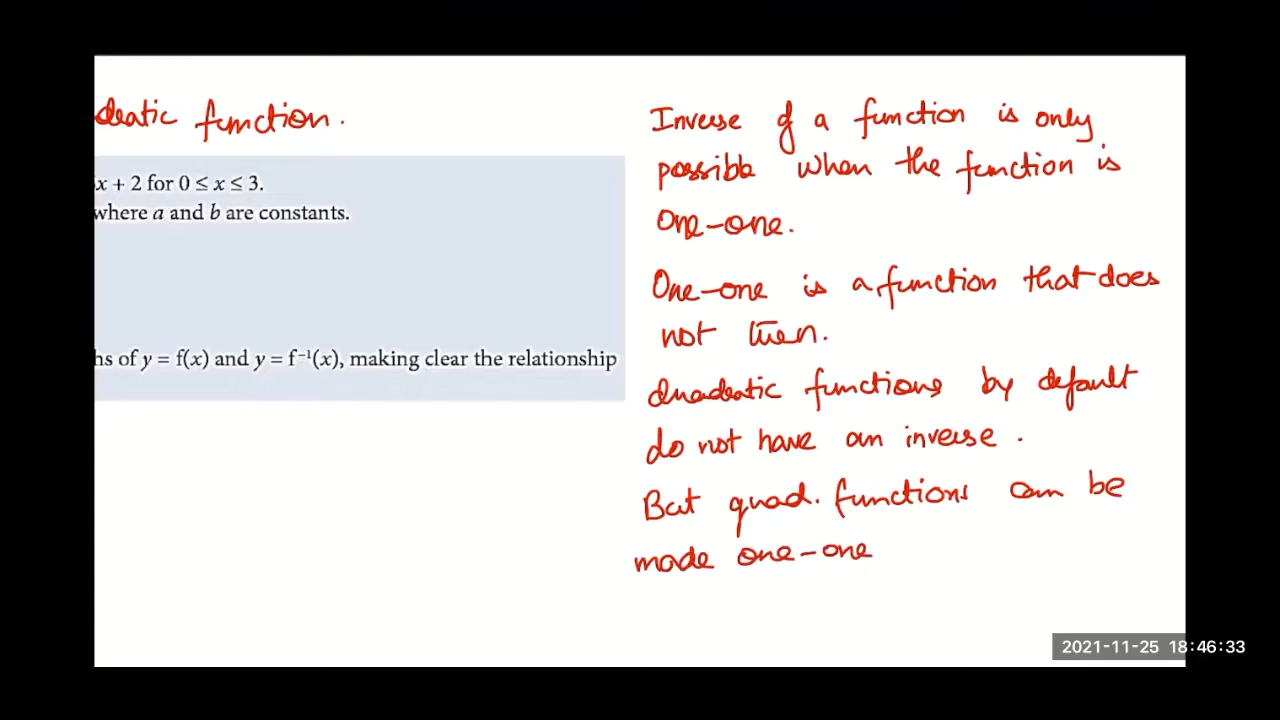 dratic function.
x + 2 for 0 ≤ x ≤ 3.
where a and b are constants.
hs of y = f(x) and y = f⁻¹(x), making clear the relationship
Inverse of a function is only
possible when the function is
one-one.
One-one is a function that does
not turn.
Quadratic functions by default
do not have an inverse.
But quad. functions can be
made one-one
2021-11-25 18:46:33